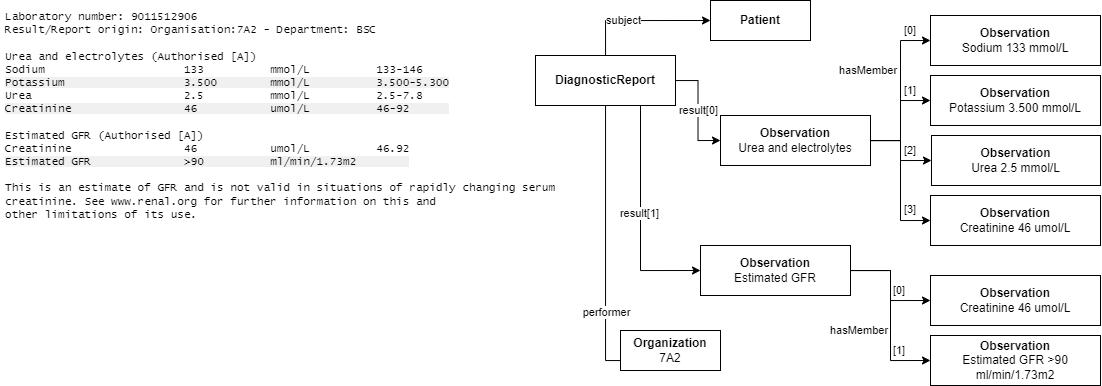 Laboratory number: 9011512906
Result/Report origin: Organisation:7A2 - Department: BSC
Urea and electrolytes (Authorised [A])
Sodium 133 mmol/L 133-146
Potassium 3.500 mmol/L 3.500-5.300
Urea 2.5 mmol/L 2.5-7.8
Creatinine 46 umol/L 46-92
Estimated GFR (Authorised [A])
Creatinine 46 umol/L 46.92
Estimated GFR >90 ml/min/1.73m2
This is an estimate of GFR and is not valid in situations of rapidly changing serum
creatinine. See www.renal.org for further information on this and
other limitations of its use.
subject
Patient
DiagnosticReport
result[0]
Observation
Urea and electrolytes
hasMember
[0]
Observation
Sodium 133 mmol/L
[1]
Observation
Potassium 3.500 mmol/L
[2]
Observation
Urea 2.5 mmol/L
[3]
Observation
Creatinine 46 umol/L
result[1]
Observation
Estimated GFR
hasMember
[0]
Observation
Creatinine 46 umol/L
[1]
Observation
Estimated GFR >90
ml/min/1.73m2
performer
Organization
7A2